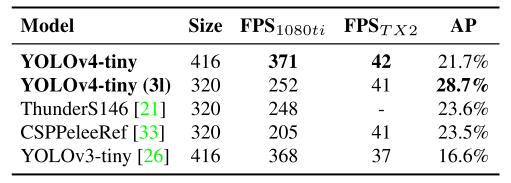 Model Size FPS1080ti FPSTX2 AP
YOLOv4-tiny 416 371 42 21.7%
YOLOv4-tiny (3l) 320 252 41 28.7%
ThunderS146 [21] 320 248 - 23.6%
CSPPeleeRef [33] 320 205 41 23.5%
YOLOv3-tiny [26] 416 368 37 16.6%